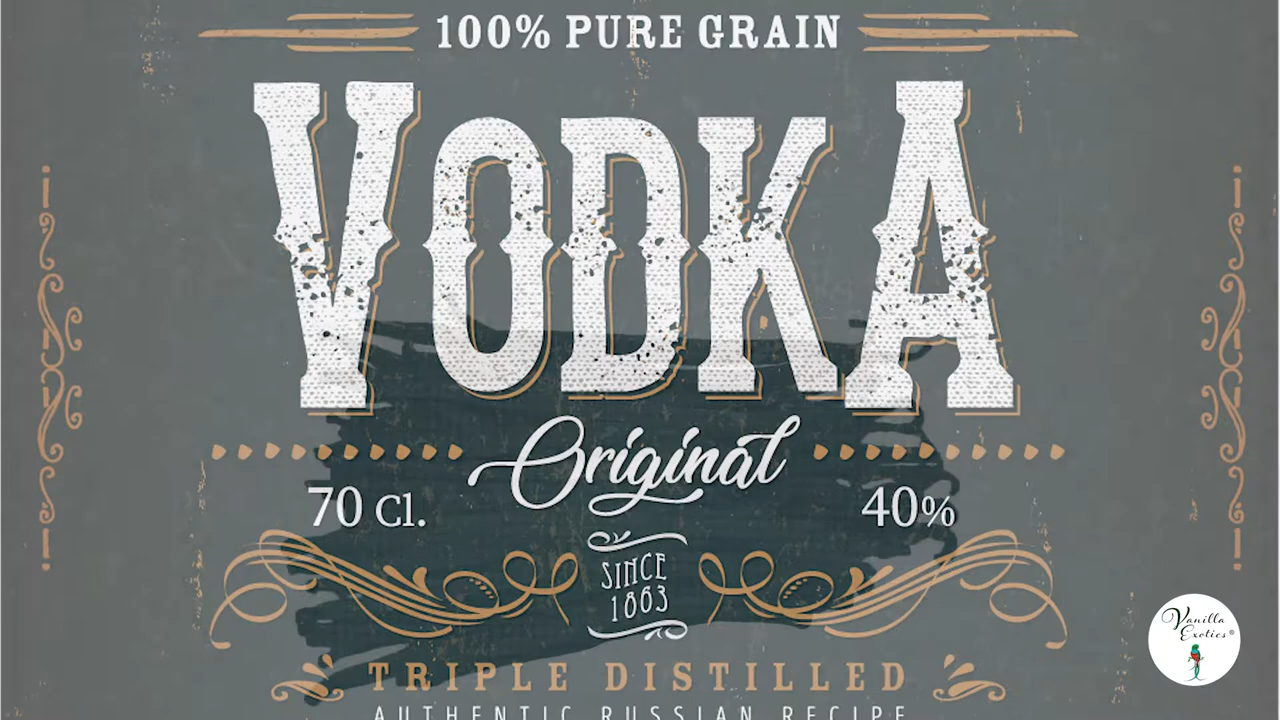 100% PURE GRAIN
VODKA
Original
70 Cl.
40%
SINCE
1863
TRIPLE DISTILLED
AUTHENTIC RUSSIAN RECIPE
Vanilla
Exotics®